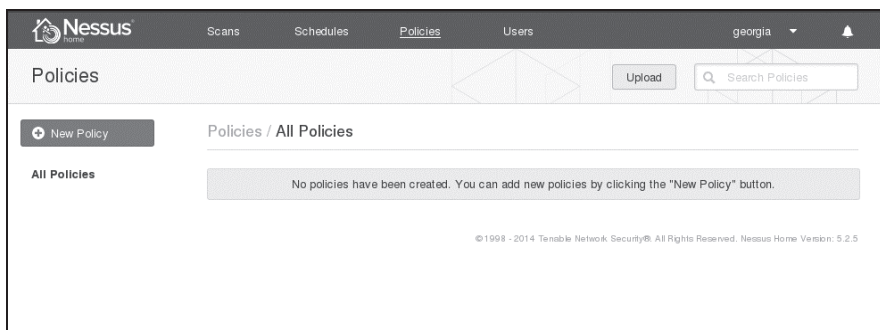 Nessus
home
Scans Schedules Policies Users georgia
Policies Upload Search Policies
New Policy
Policies / All Policies
All Policies
No policies have been created. You can add new policies by clicking the "New Policy" button.
©1998 - 2014 Tenable Network Security®. All Rights Reserved. Nessus Home Version: 5.2.5